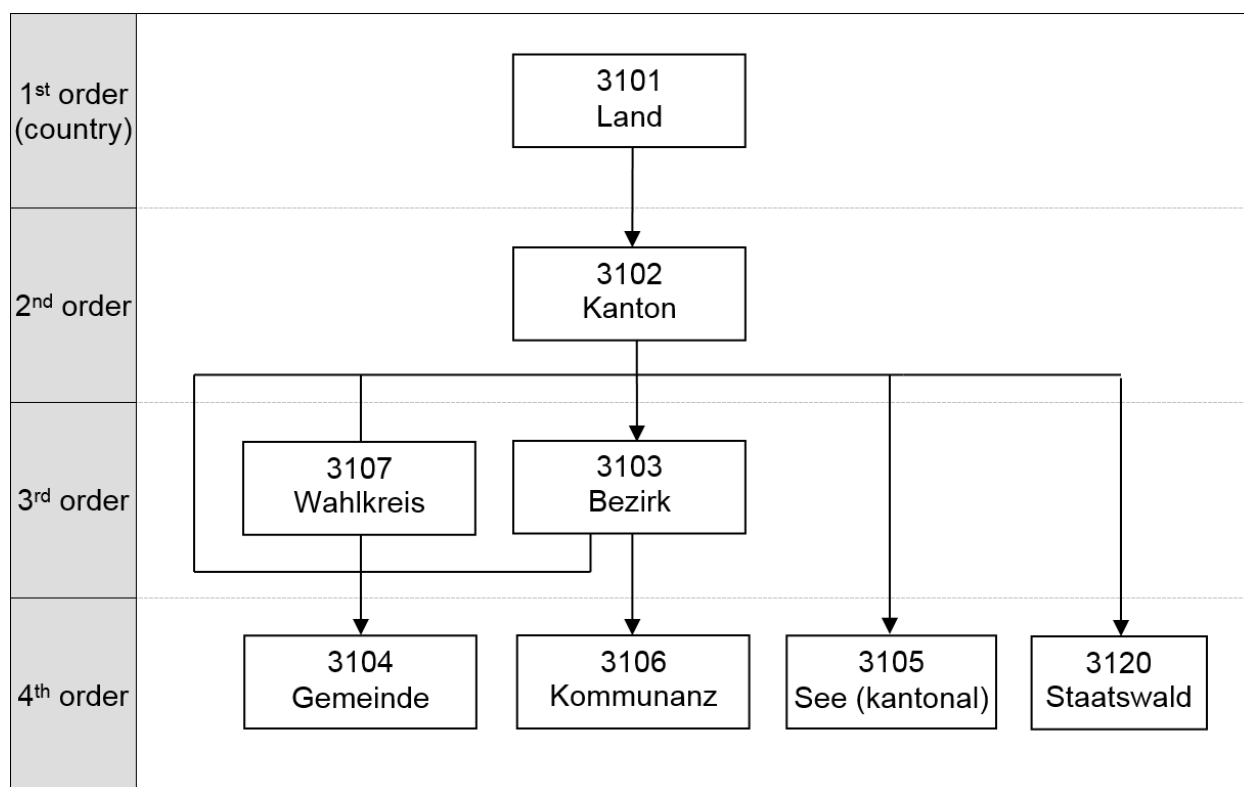 1st order
(country)
3101
Land
2nd order
3102
Kanton
3rd order
3107
Wahlkreis
3103
Bezirk
4th order
3104
Gemeinde
3106
Kommunanz
3105
See (kantonal)
3120
Staatswald